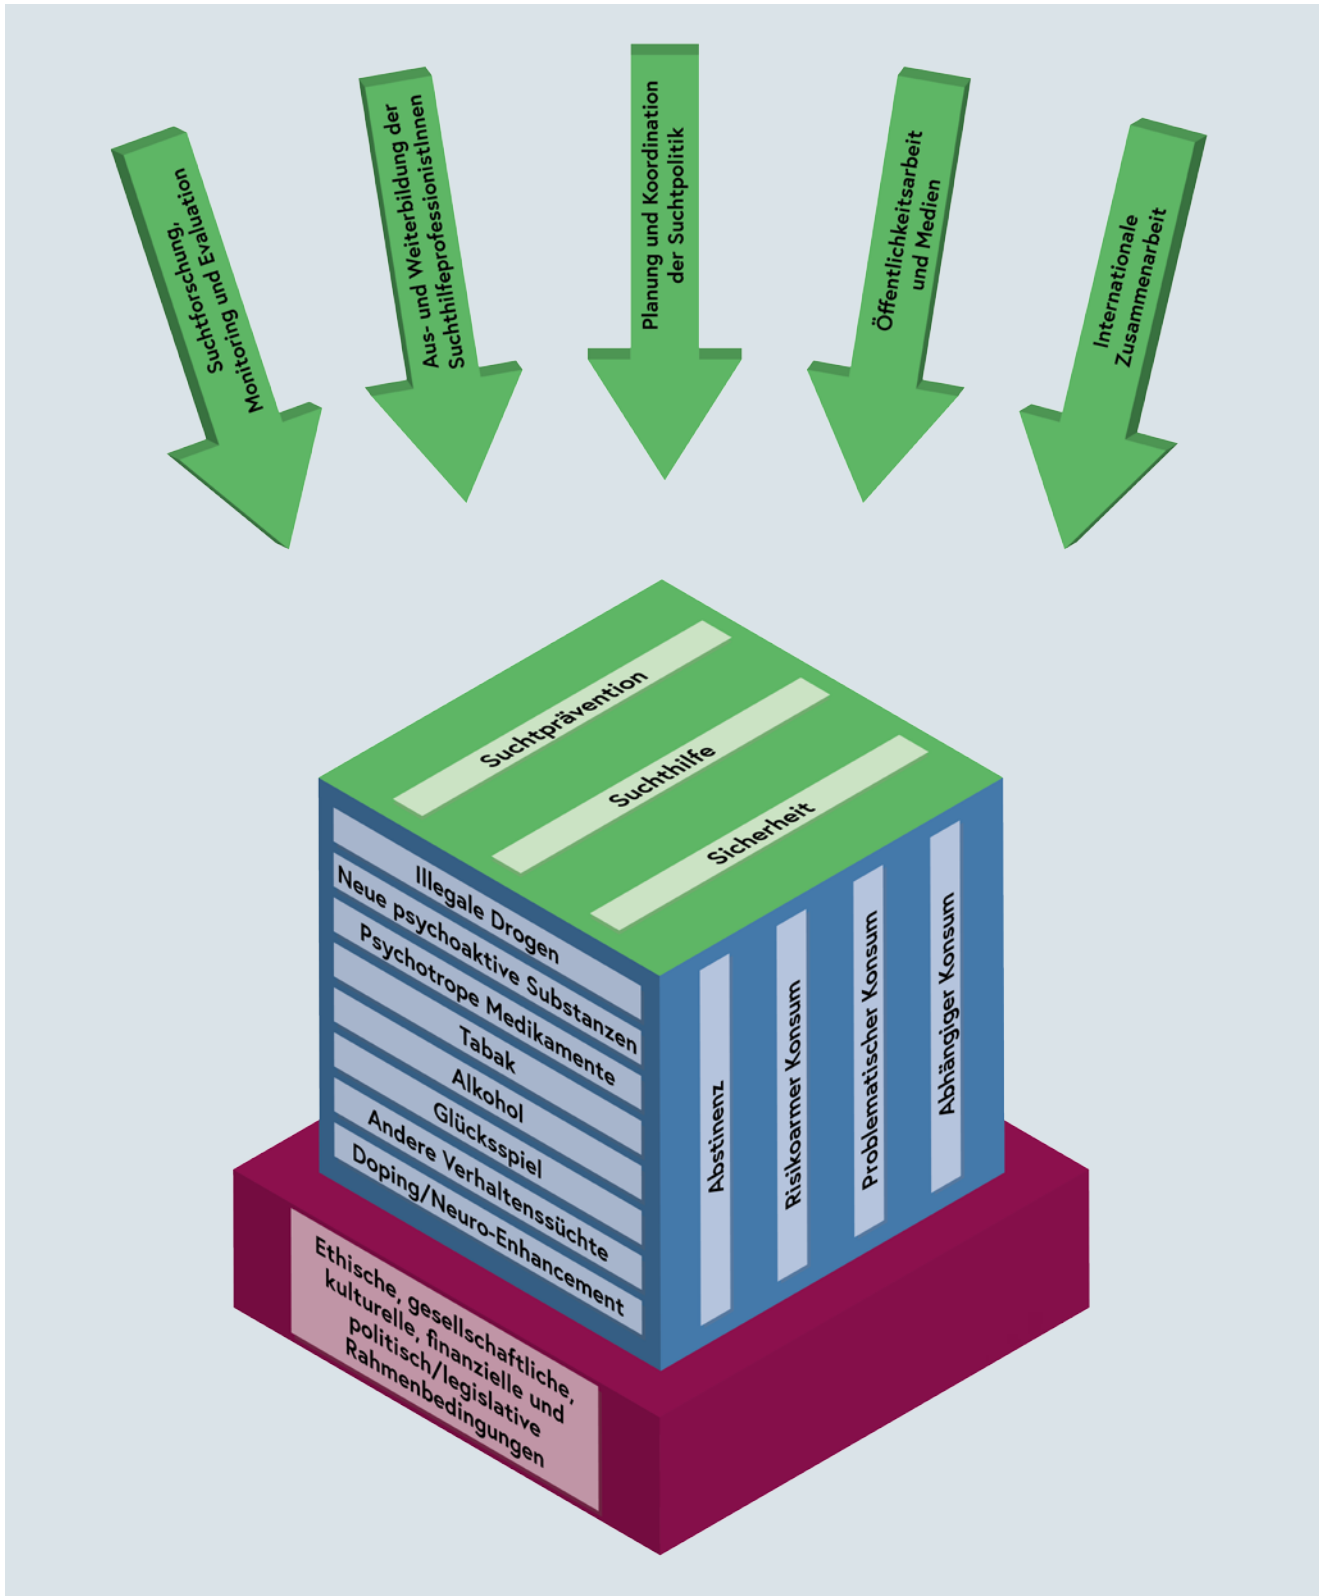 Suchtforschung,
Monitoring und Evaluation
Aus- und Weiterbildung der
SuchthilfeprofessionistInnen
Planung und Koordination
der Suchtpolitik
Öffentlichkeitsarbeit
und Medien
Internationale
Zusammenarbeit
Suchtprävention
Suchthilfe
Sicherheit
Illegale Drogen
Neue psychoaktive Substanzen
Psychotrope Medikamente
Tabak
Alkohol
Glücksspiel
Andere Verhaltenssüchte
Doping/Neuro-Enhancement
Abstinenz
Risikoarmer Konsum
Problematischer Konsum
Abhängiger Konsum
Ethische, gesellschaftliche,
kulturelle, finanzielle und
politisch/legislative
Rahmenbedingungen